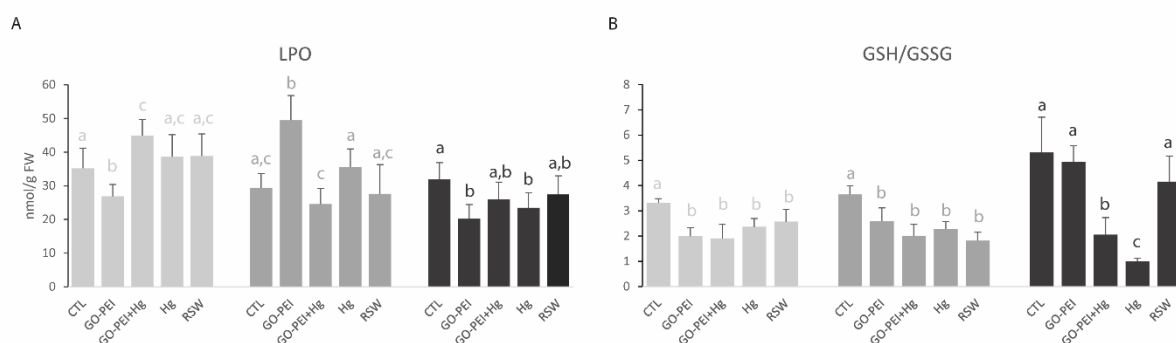 A
B
LPO
GSH/GSSG
nmol/g FW
60
50
40
30
20
10
0
a
b
c
a,c
a,c
a,c
b
c
a
a,c
a
b
a,b
b
a,b
CTL
GO-PEI
GO-PEI+Hg
Hg
RSW
CTL
GO-PEI
GO-PEI+Hg
Hg
RSW
CTL
GO-PEI
GO-PEI+Hg
Hg
RSW
8
7
6
5
4
3
2
1
0
a
b
b
b
b
a
b
b
b
b
a
a
b
c
a
CTL
GO-PEI
GO-PEI+Hg
Hg
RSW
CTL
GO-PEI
GO-PEI+Hg
Hg
RSW
CTL
GO-PEI
GO-PEI+Hg
Hg
RSW